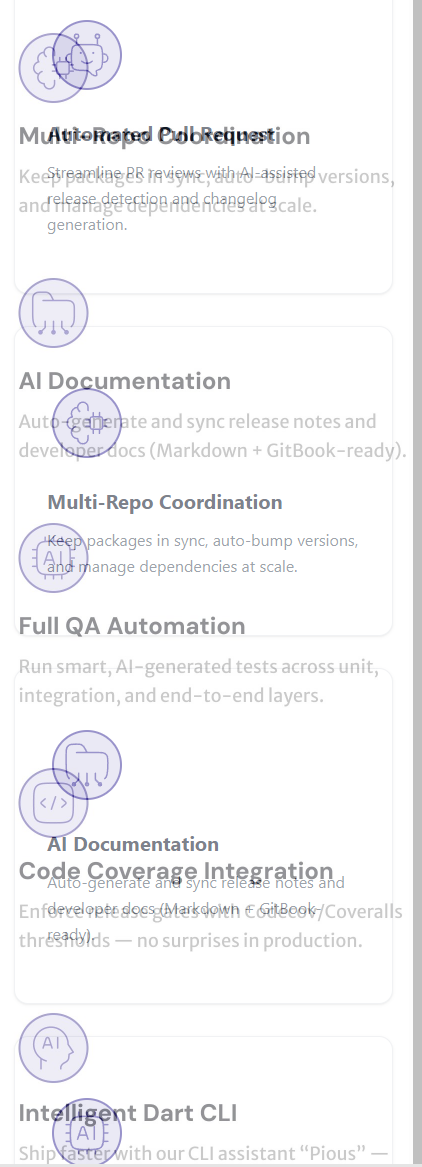 Multi-Repo Coordination
Automated Pull Request
Keep packages in sync, auto-bump versions,
and manage dependencies at scale.
Streamline PR reviews with AI-assisted
release detection and changelog
generation.
AI Documentation
Auto-generate and sync release notes and
developer docs (Markdown + GitBook-ready).
Multi-Repo Coordination
Keep packages in sync, auto-bump versions,
and manage dependencies at scale.
AI
Full QA Automation
Run smart, AI-generated tests across unit,
integration, and end-to-end layers.
</>
AI Documentation
Auto-generate and sync release notes and
developer docs (Markdown + GitBook-
ready).
Code Coverage Integration
Enforce release gates with Codecov/Coveralls
thresholds — no surprises in production.
AI
Intelligent Dart CLI
AI
Ship faster with our CLI assistant “Pious” —